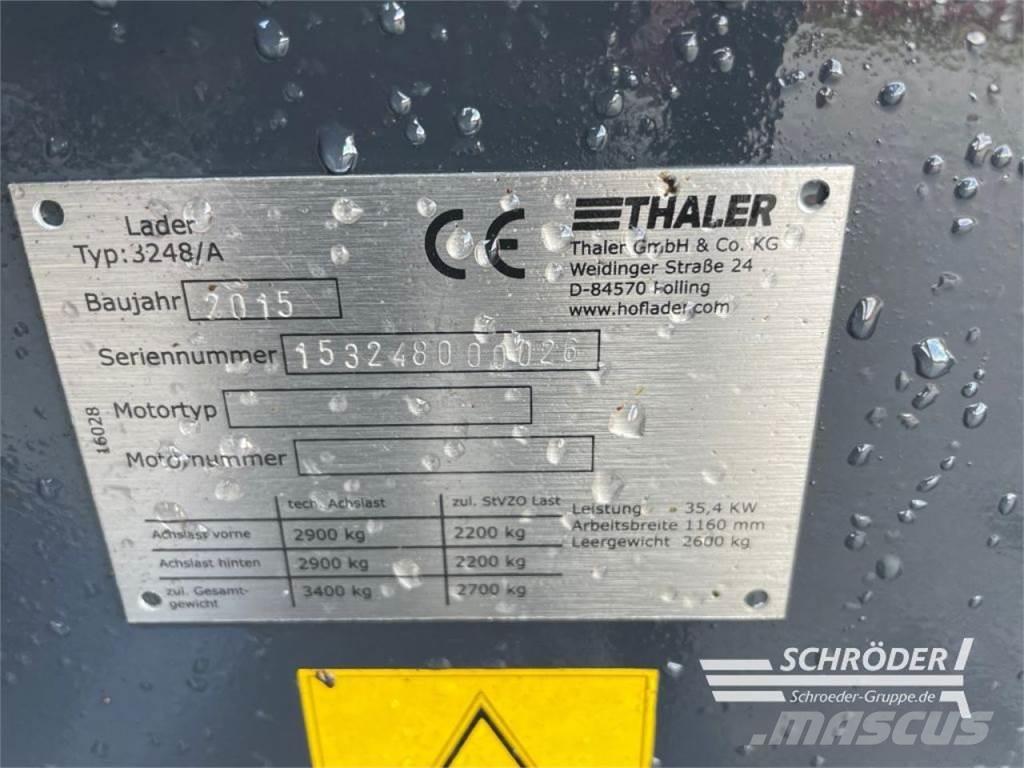 Lader
Typ:3248/A
THALER
Thaler GmbH & Co. KG
Weidinger Straße 24
D-84570 Polling
www.hoflader.com
CE
Baujahr 2015
Seriennummer 153248000026
Motortyp
Motornummer
16028
tech. Achslast zul. StVZO Last
Achslast vorne 2900 kg 2200 kg
Achslast hinten 2900 kg 2200 kg
zul. Gesamt-
gewicht 3400 kg 2700 kg
Leistung 35,4 KW
Arbeitsbreite 1160 mm
Leergewicht 2600 kg
SCHRÖDER
Schroeder-Gruppe.de
MASCUS